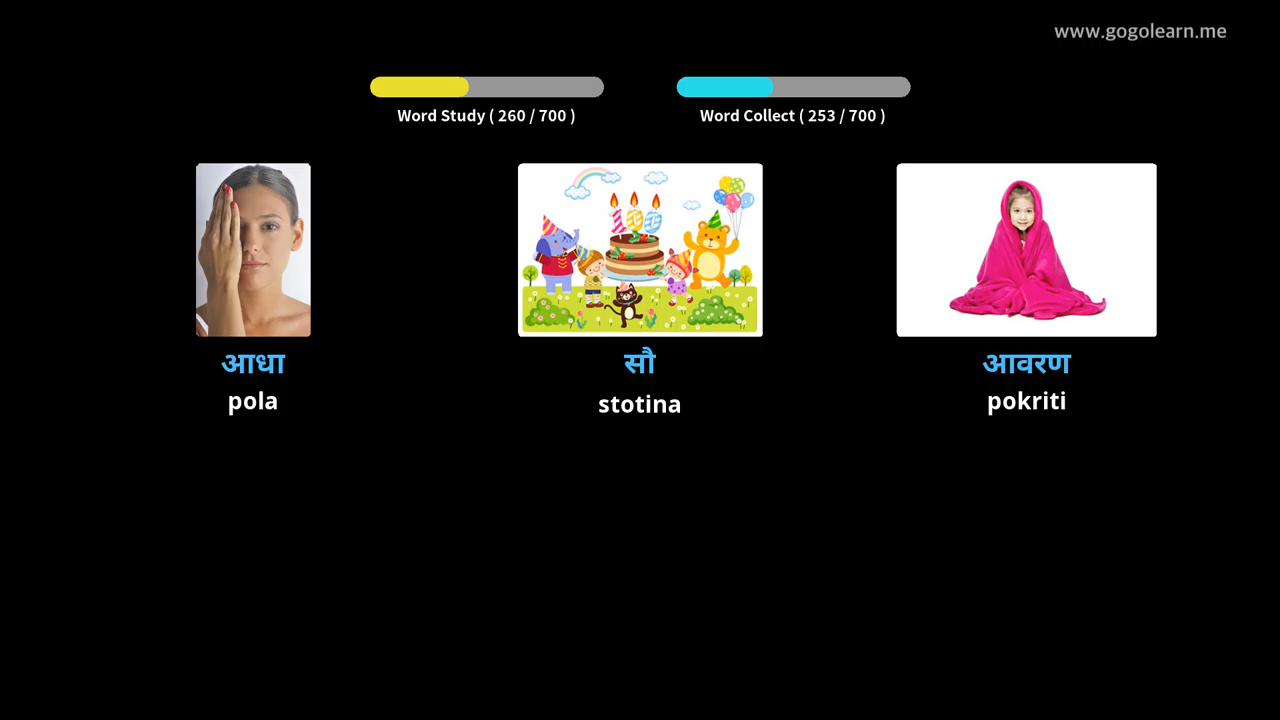 www.gogolearn.me
Word Study ( 260 / 700 )
Word Collect ( 253 / 700 )
आधा
pola
सौ
stotina
आवरण
pokriti